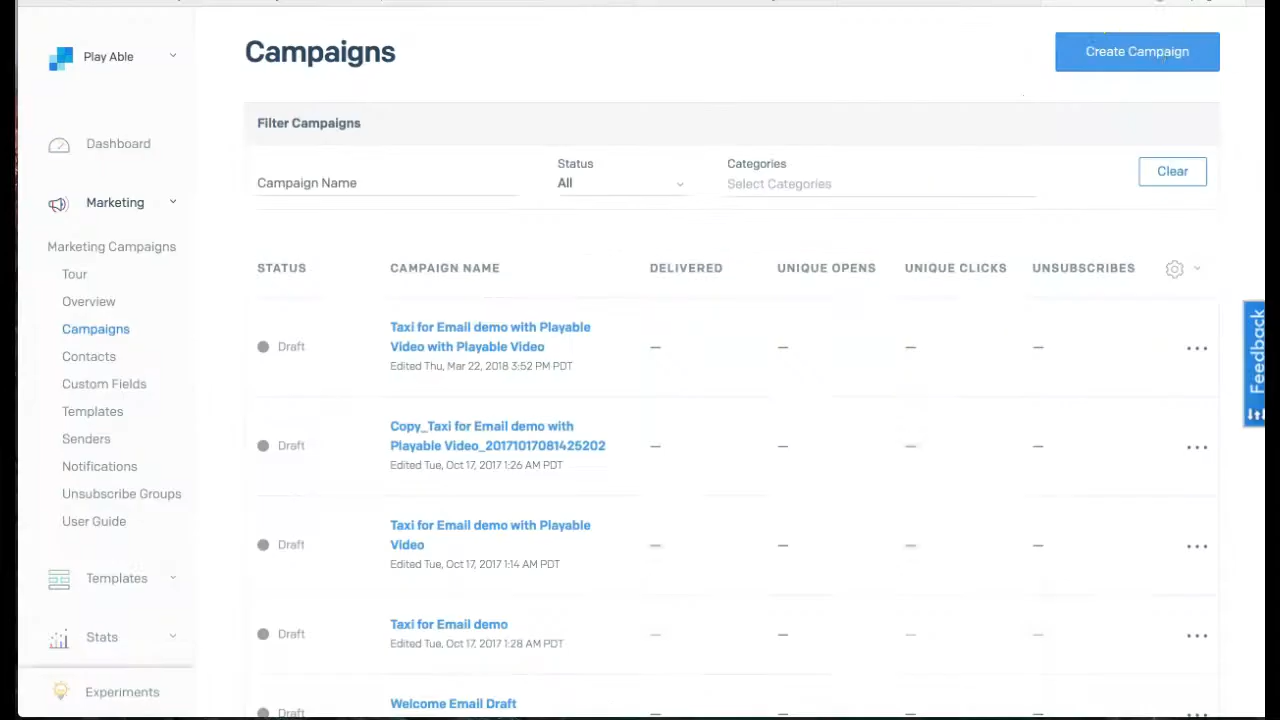 Play Able
Campaigns
Create Campaign
Dashboard
Marketing
Marketing Campaigns
Tour
Overview
Campaigns
Contacts
Custom Fields
Templates
Senders
Notifications
Unsubscribe Groups
User Guide
Templates
Stats
Experiments
Filter Campaigns
Campaign Name
Status
All
Categories
Select Categories
Clear
STATUS CAMPAIGN NAME DELIVERED UNIQUE OPENS UNIQUE CLICKS UNSUBSCRIBES
Taxi for Email demo with Playable
Draft Video with Playable Video — — — —
Edited Thu, Mar 22, 2018 3:52 PM PDT
Copy_Taxi for Email demo with
Draft Playable Video_20171017081425202 — — — —
Edited Tue, Oct 17, 2017 1:26 AM PDT
Taxi for Email demo with Playable
Draft Video — — — —
Edited Tue, Oct 17, 2017 1:14 AM PDT
Taxi for Email demo
Draft — — — —
Edited Tue, Oct 17, 2017 1:28 AM PDT
Welcome Email Draft
Draft — — — —
Feedback